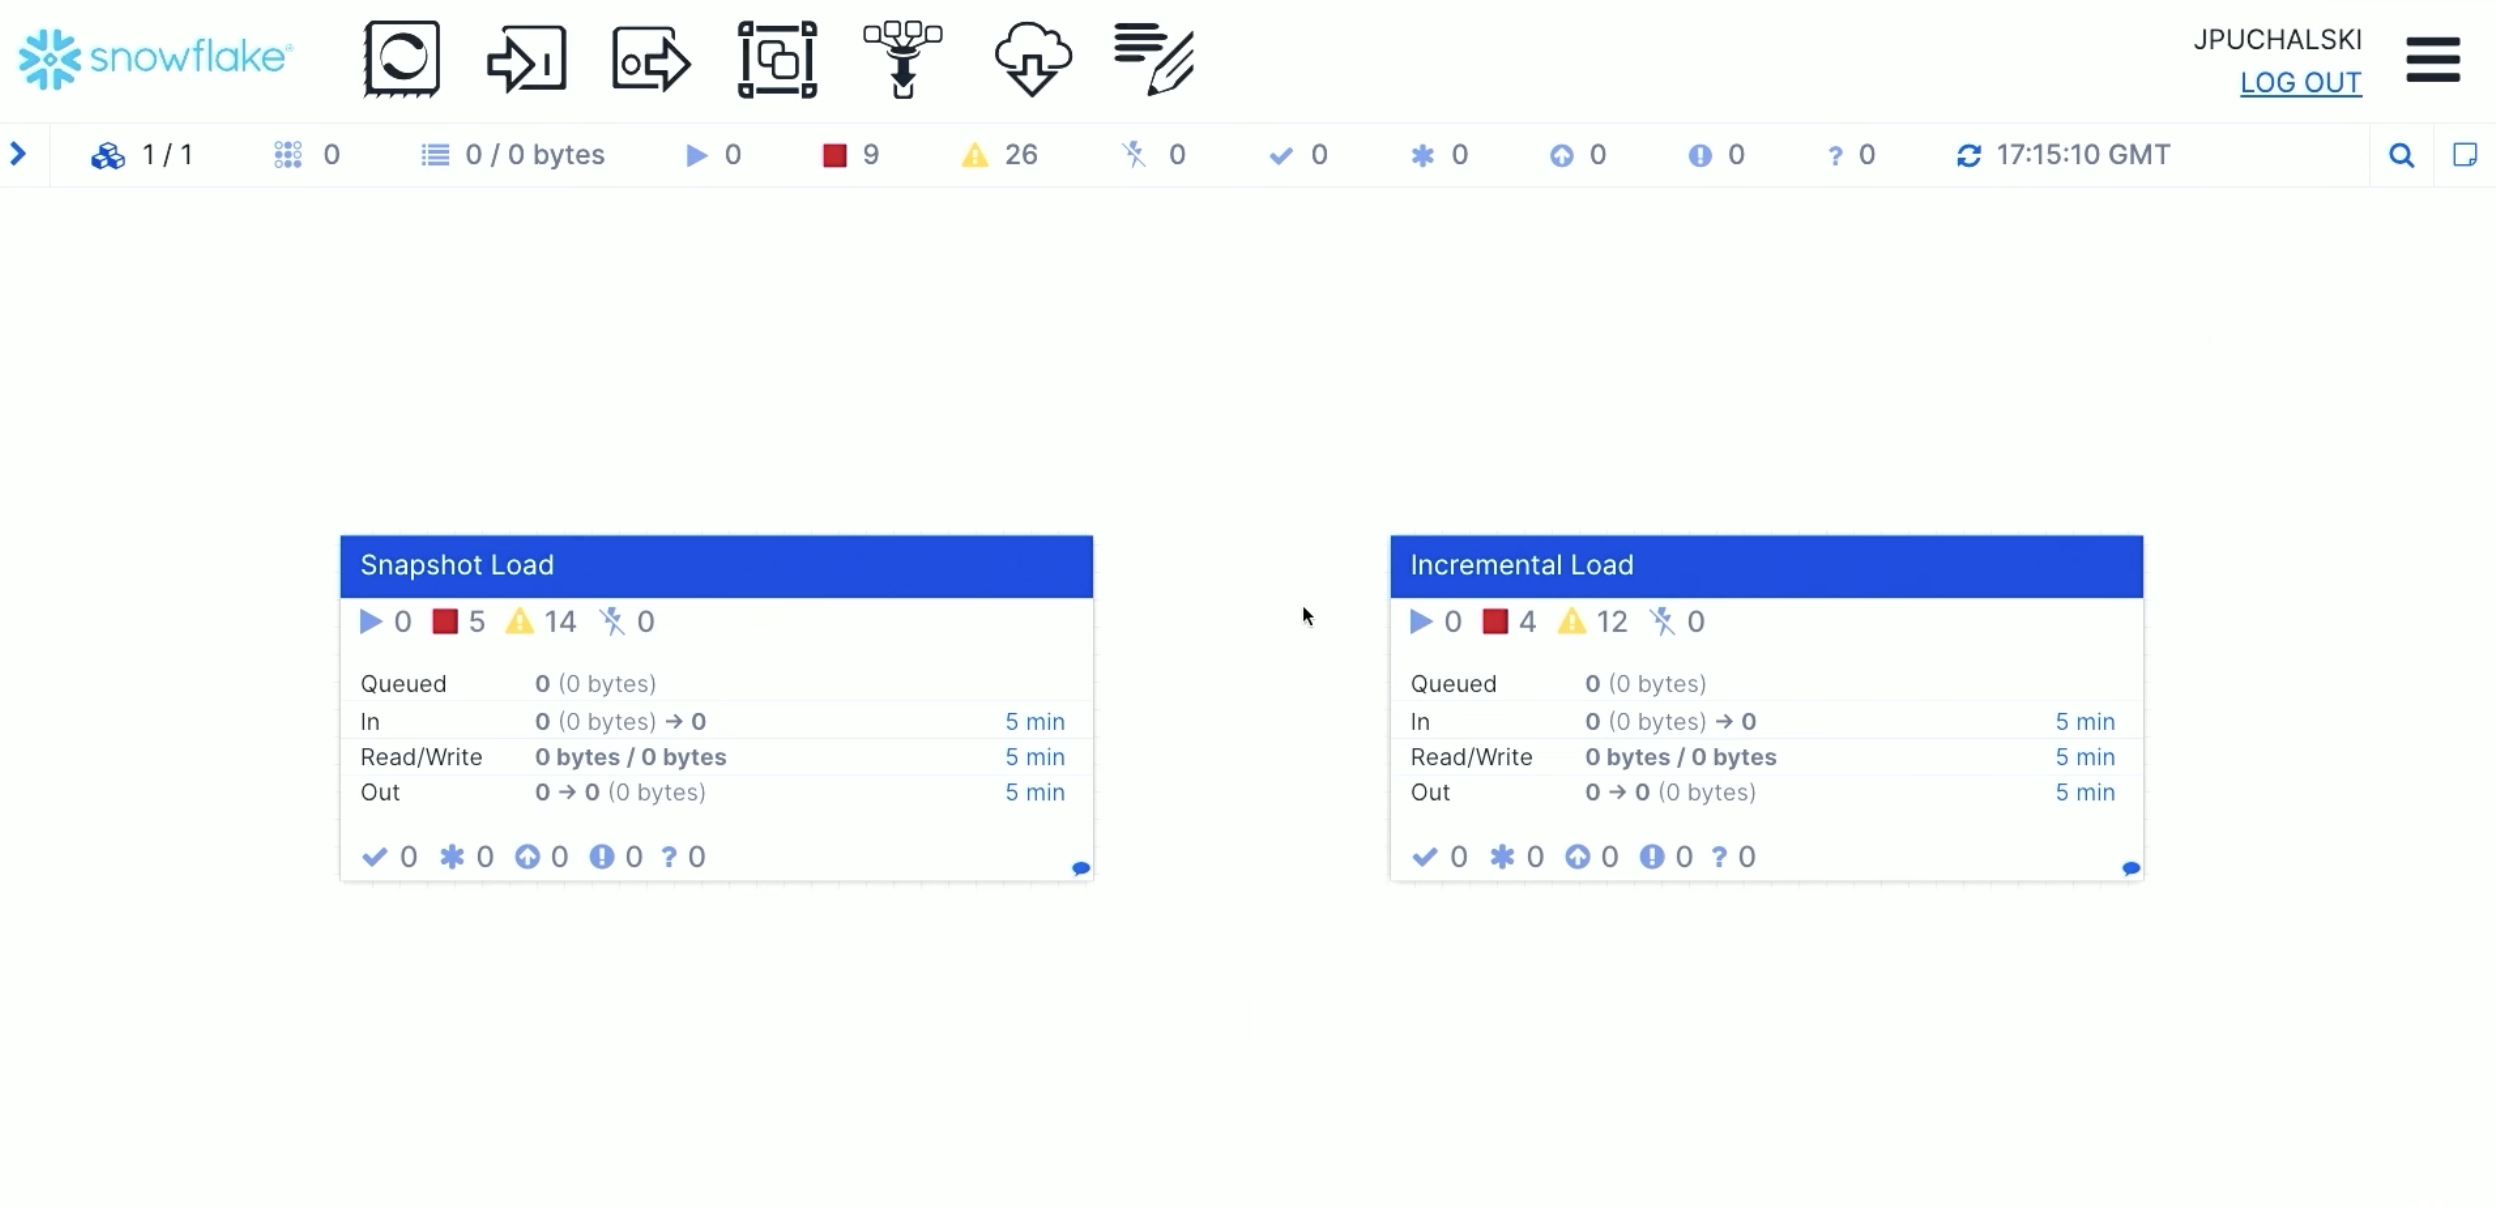 snowflake®
JPUCHALSKI
LOG OUT
1 / 1 0 0 / 0 bytes 0 9 26 0 0 0 0 0 ? 0 17:15:10 GMT
Snapshot Load
0 5 14 0
Queued 0 (0 bytes)
In 0 (0 bytes) → 0 5 min
Read/Write 0 bytes / 0 bytes 5 min
Out 0 → 0 (0 bytes) 5 min
0 0 0 0 ? 0
Incremental Load
0 4 12 0
Queued 0 (0 bytes)
In 0 (0 bytes) → 0 5 min
Read/Write 0 bytes / 0 bytes 5 min
Out 0 → 0 (0 bytes) 5 min
0 0 0 0 ? 0